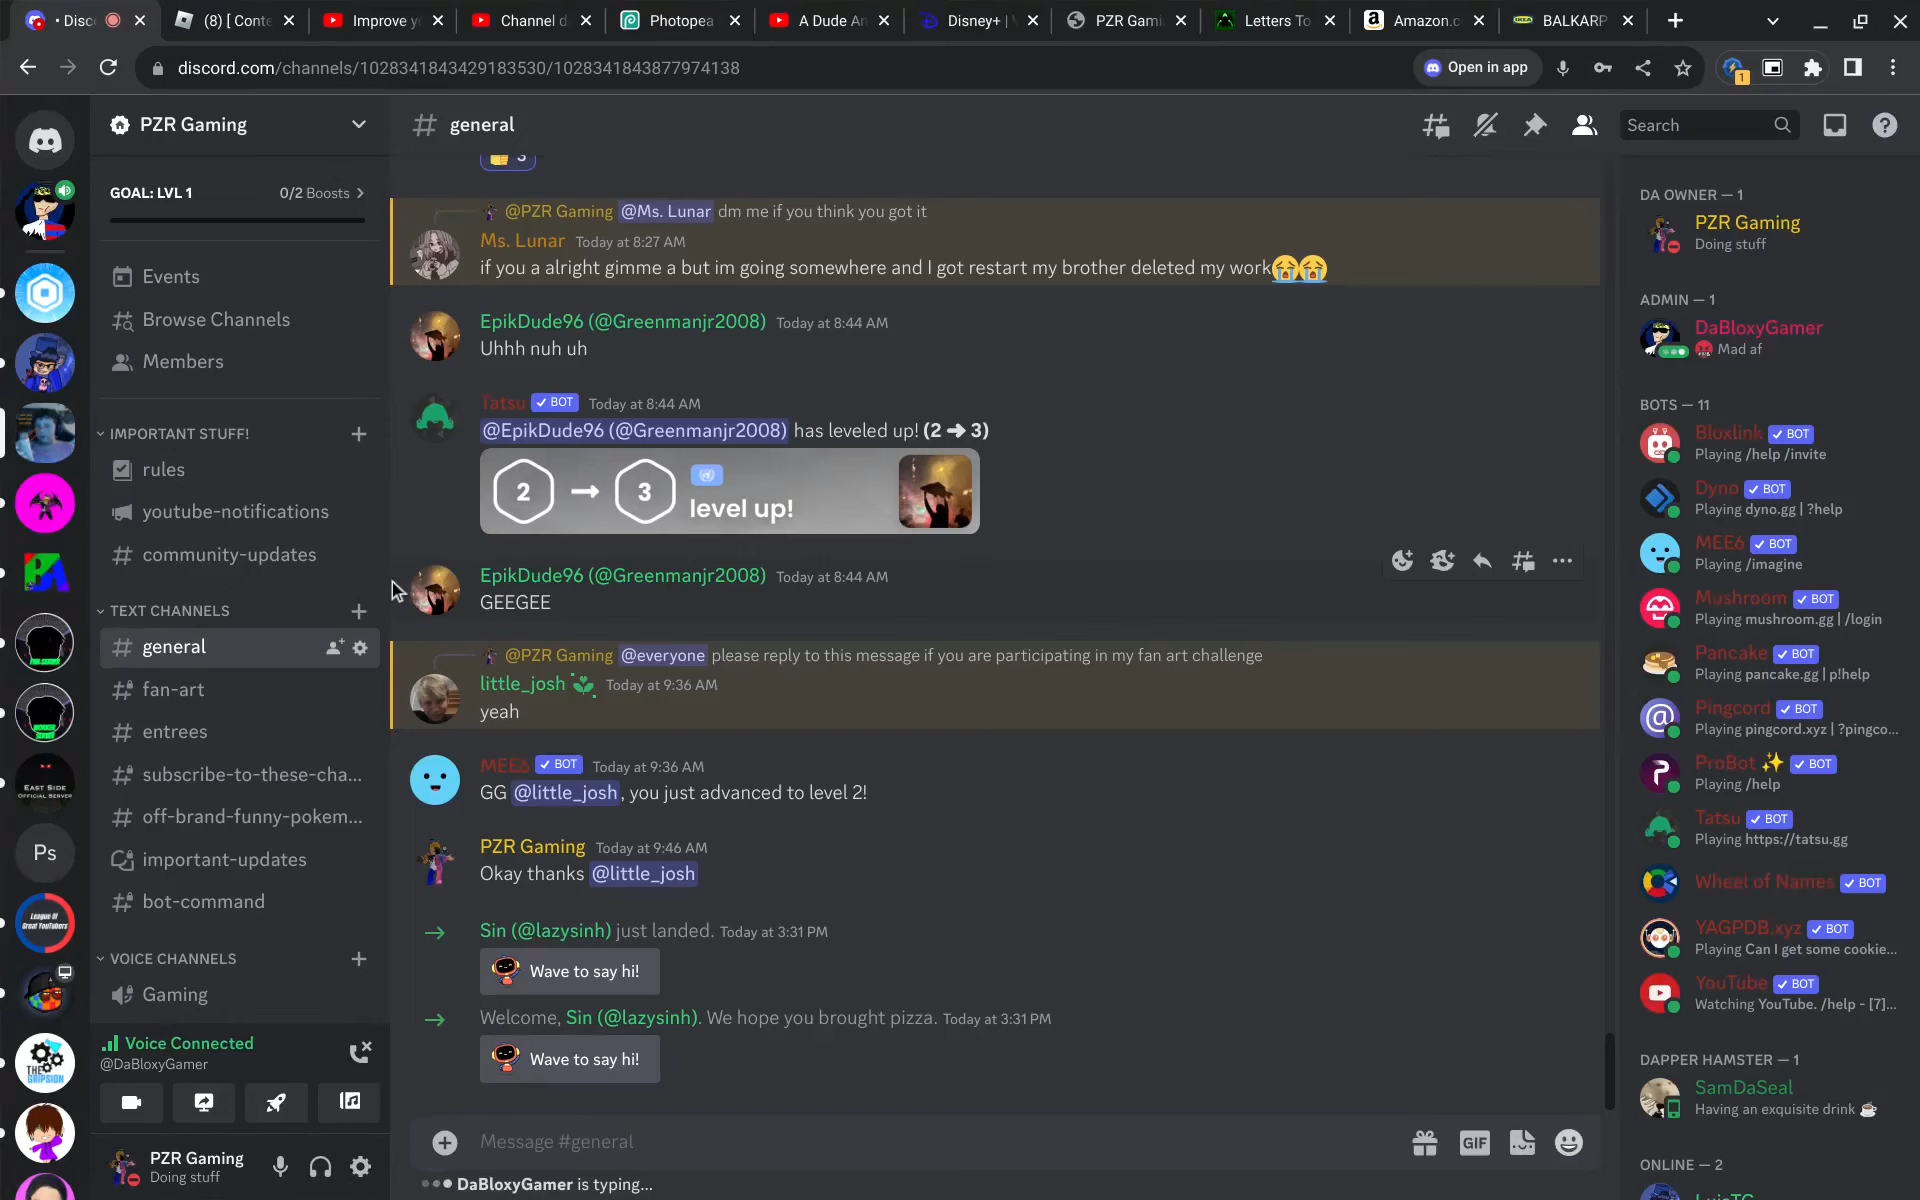 • Disc
(8) [ Conte
Improve y
Channel d
Photopea
A Dude An
Disney+ | V
PZR Gami
Letters To
Amazon.c
BALKARP
discord.com/channels/1028341843429183530/1028341843877974138
Open in app
1
PZR Gaming
general
Search
GOAL: LVL 1
0/2 Boosts
Events
Browse Channels
Members
IMPORTANT STUFF!
rules
youtube-notifications
community-updates
TEXT CHANNELS
general
fan-art
entrees
subscribe-to-these-cha...
off-brand-funny-pokem...
important-updates
bot-command
VOICE CHANNELS
Gaming
Voice Connected
@DaBloxyGamer
PZR Gaming
Doing stuff
EAST SIDE
OFFICIAL SERVER
Ps
League Of
Great YouTubers
THE
GRIPSION
3
@PZR Gaming @Ms. Lunar dm me if you think you got it
Ms. Lunar Today at 8:27 AM
if you a alright gimme a but im going somewhere and I got restart my brother deleted my work😭😭
EpikDude96 (@Greenmanjr2008) Today at 8:44 AM
Uhhh nuh uh
Tatsu ✓ BOT Today at 8:44 AM
@EpikDude96 (@Greenmanjr2008) has leveled up! (2 ➜ 3)
2 → 3 level up!
EpikDude96 (@Greenmanjr2008) Today at 8:44 AM
GEEGEE
@PZR Gaming @everyone please reply to this message if you are participating in my fan art challenge
little_josh Today at 9:36 AM
yeah
MEE6 ✓ BOT Today at 9:36 AM
GG @little_josh, you just advanced to level 2!
PZR Gaming Today at 9:46 AM
Okay thanks @little_josh
Sin (@lazysinh) just landed. Today at 3:31 PM
Wave to say hi!
Welcome, Sin (@lazysinh). We hope you brought pizza. Today at 3:31 PM
Wave to say hi!
Message #general
GIF
DaBloxyGamer is typing...
DA OWNER — 1
PZR Gaming
Doing stuff
ADMIN — 1
DaBloxyGamer
😡 Mad af
BOTS — 11
Bloxlink ✓ BOT
Playing /help /invite
Dyno ✓ BOT
Playing dyno.gg | ?help
MEE6 ✓ BOT
Playing /imagine
Mushroom ✓ BOT
Playing mushroom.gg | /login
Pancake ✓ BOT
Playing pancake.gg | p!help
Pingcord ✓ BOT
Playing pingcord.xyz | ?pingco...
ProBot ✨ ✓ BOT
Playing /help
Tatsu ✓ BOT
Playing https://tatsu.gg
Wheel of Names ✓ BOT
YAGPDB.xyz ✓ BOT
Playing Can I get some cookie...
YouTube ✓ BOT
Watching YouTube. /help - [7]...
DAPPER HAMSTER — 1
SamDaSeal
Having an exquisite drink ☕
ONLINE — 2